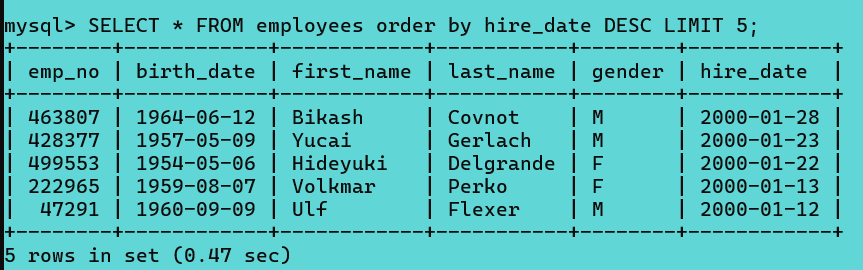 mysql> SELECT * FROM employees order by hire_date DESC LIMIT 5;
+--------+------------+------------+-----------+--------+------------+
| emp_no | birth_date | first_name | last_name | gender | hire_date  |
+--------+------------+------------+-----------+--------+------------+
| 463807 | 1964-06-12 | Bikash     | Covnot    | M      | 2000-01-28 |
| 428377 | 1957-05-09 | Yucai      | Gerlach   | M      | 2000-01-23 |
| 499553 | 1954-05-06 | Hideyuki   | Delgrande | F      | 2000-01-22 |
| 222965 | 1959-08-07 | Volkmar    | Perko     | F      | 2000-01-13 |
|  47291 | 1960-09-09 | Ulf        | Flexer    | M      | 2000-01-12 |
+--------+------------+------------+-----------+--------+------------+
5 rows in set (0.47 sec)